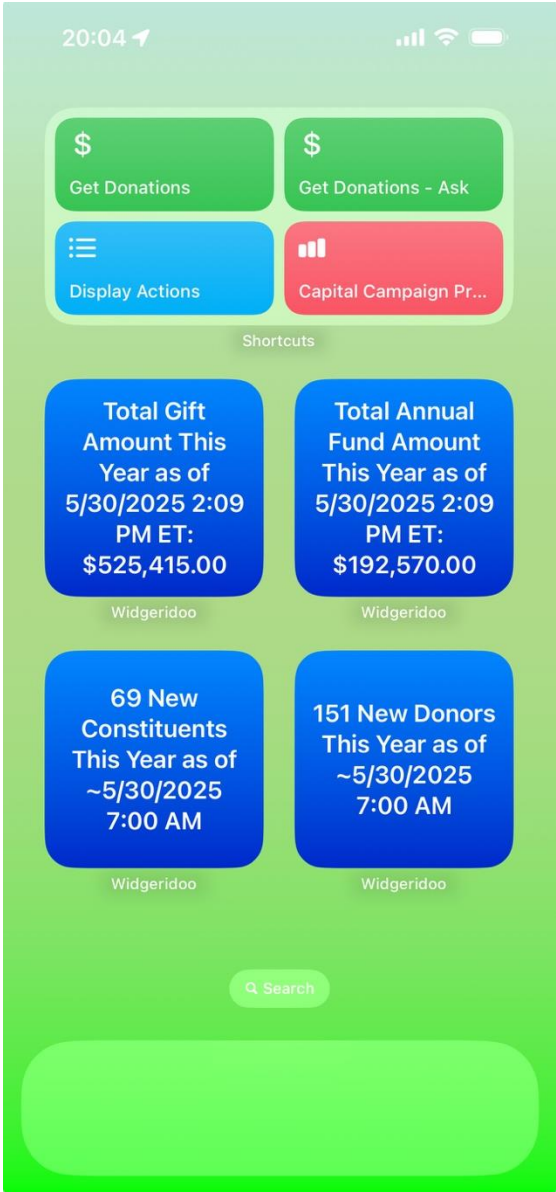 20:04
$
$
Get Donations
Get Donations - Ask
Display Actions
Capital Campaign Pr...
Shortcuts
Total Gift
Amount This
Year as of
5/30/2025 2:09
PM ET:
$525,415.00
Total Annual
Fund Amount
This Year as of
5/30/2025 2:09
PM ET:
$192,570.00
Widgeridoo
Widgeridoo
69 New
Constituents
This Year as of
~5/30/2025
7:00 AM
151 New Donors
This Year as of
~5/30/2025
7:00 AM
Widgeridoo
Widgeridoo
Search